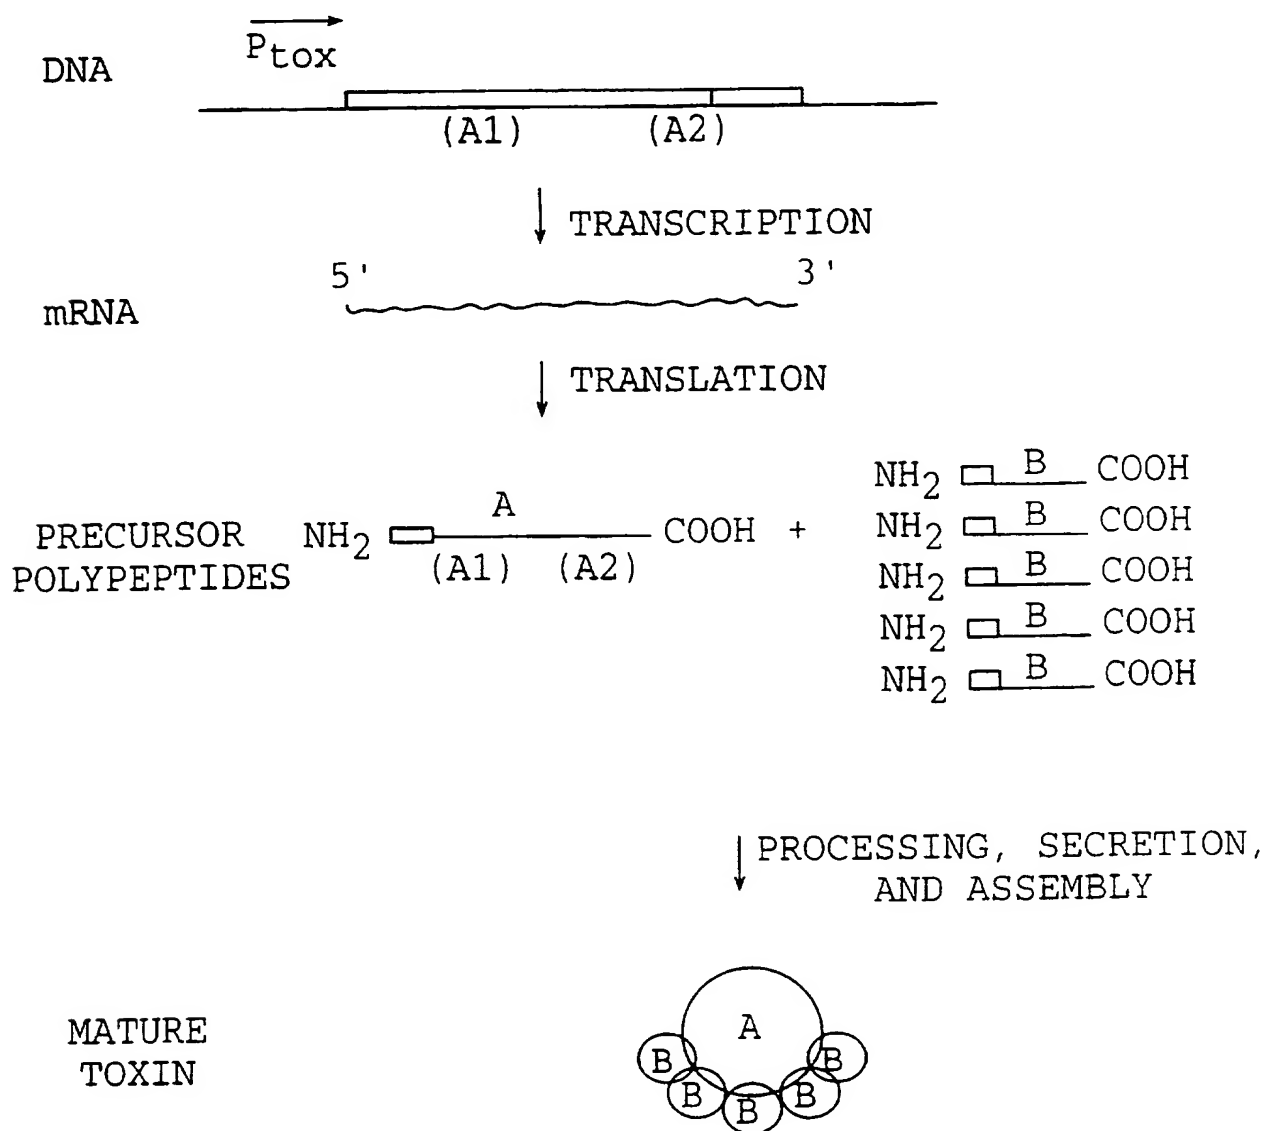 Ptox
DNA
(A1) (A2)
TRANSCRIPTION
5' 3'
mRNA
TRANSLATION
NH2 B COOH
NH2 B COOH
NH2 B COOH
NH2 B COOH
NH2 B COOH
PRECURSOR
POLYPEPTIDES
NH2 A COOH +
(A1) (A2)
PROCESSING, SECRETION,
AND ASSEMBLY
MATURE
TOXIN
A
B B B B B